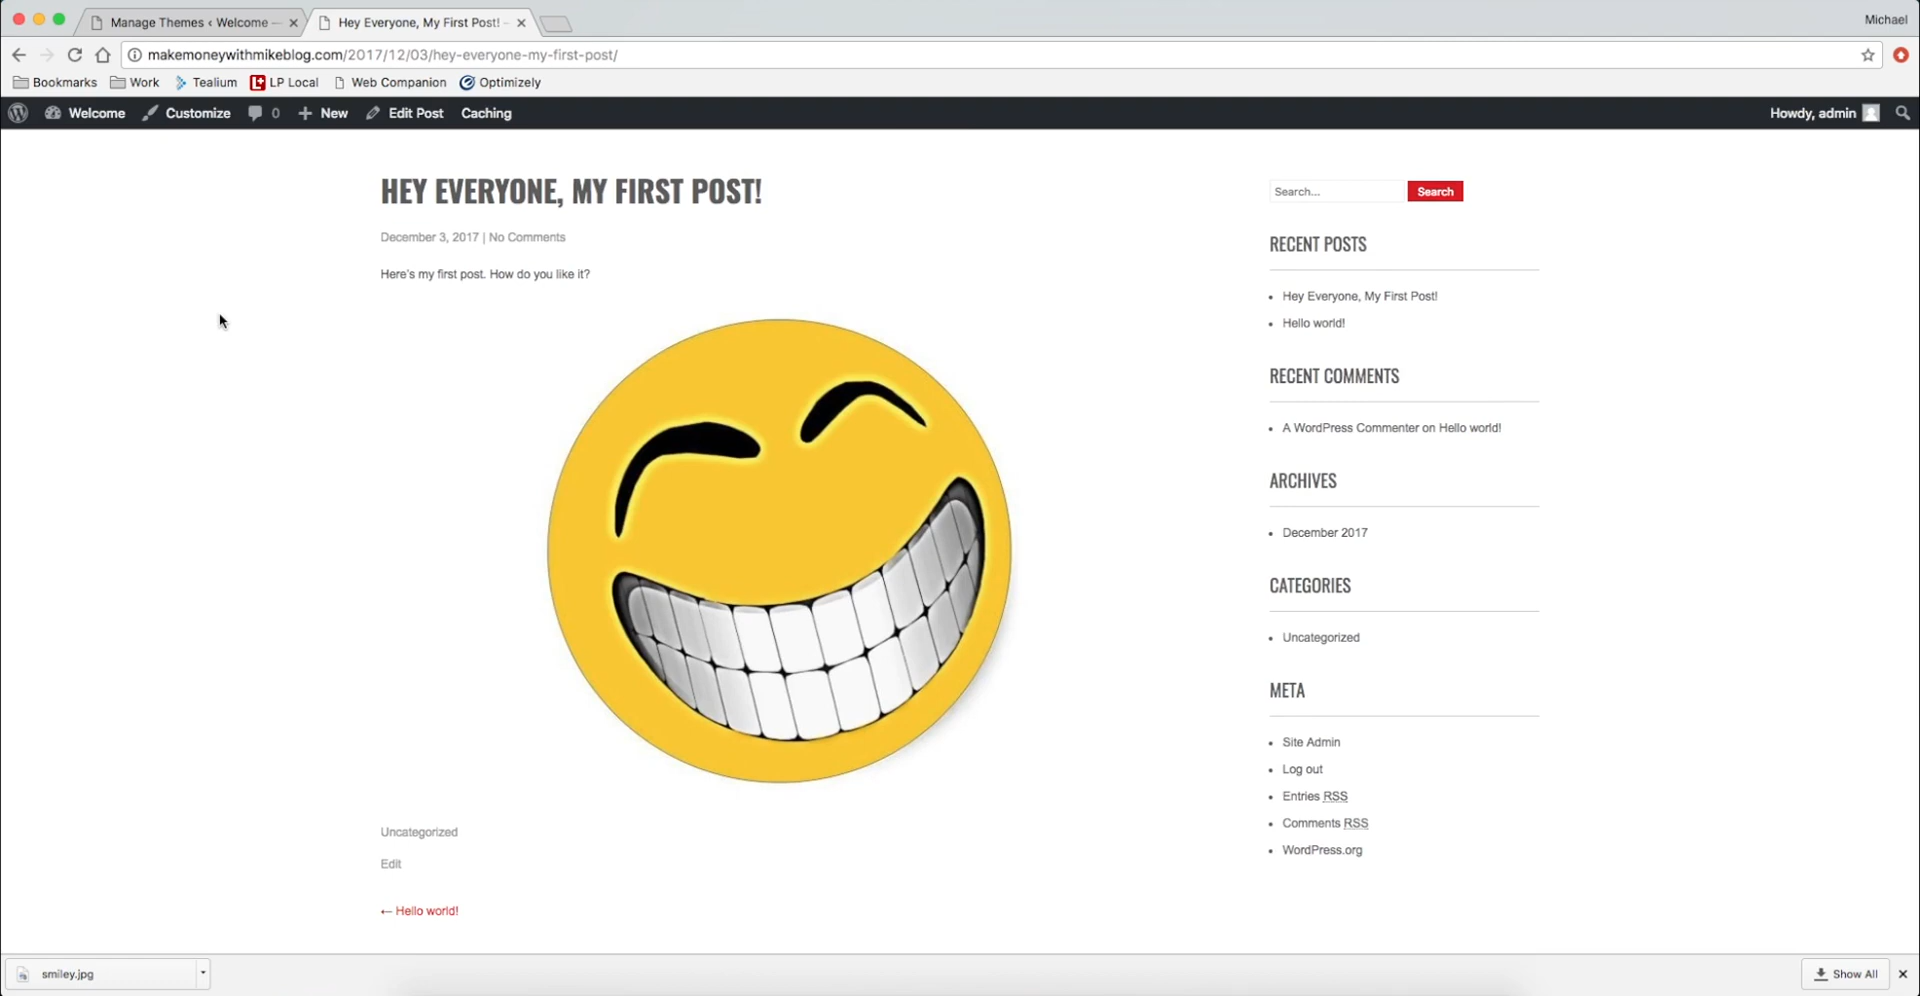 Manage Themes ‹ Welcome —
Hey Everyone, My First Post! –
Michael
makemoneywithmikeblog.com/2017/12/03/hey-everyone-my-first-post/
Bookmarks Work Tealium LP Local Web Companion Optimizely
Welcome Customize 0 New Edit Post Caching Howdy, admin
HEY EVERYONE, MY FIRST POST!
December 3, 2017 | No Comments
Here's my first post. How do you like it?
Uncategorized
Edit
← Hello world!
Search... Search
RECENT POSTS
Hey Everyone, My First Post!
Hello world!
RECENT COMMENTS
A WordPress Commenter on Hello world!
ARCHIVES
December 2017
CATEGORIES
Uncategorized
META
Site Admin
Log out
Entries RSS
Comments RSS
WordPress.org
smiley.jpg
Show All